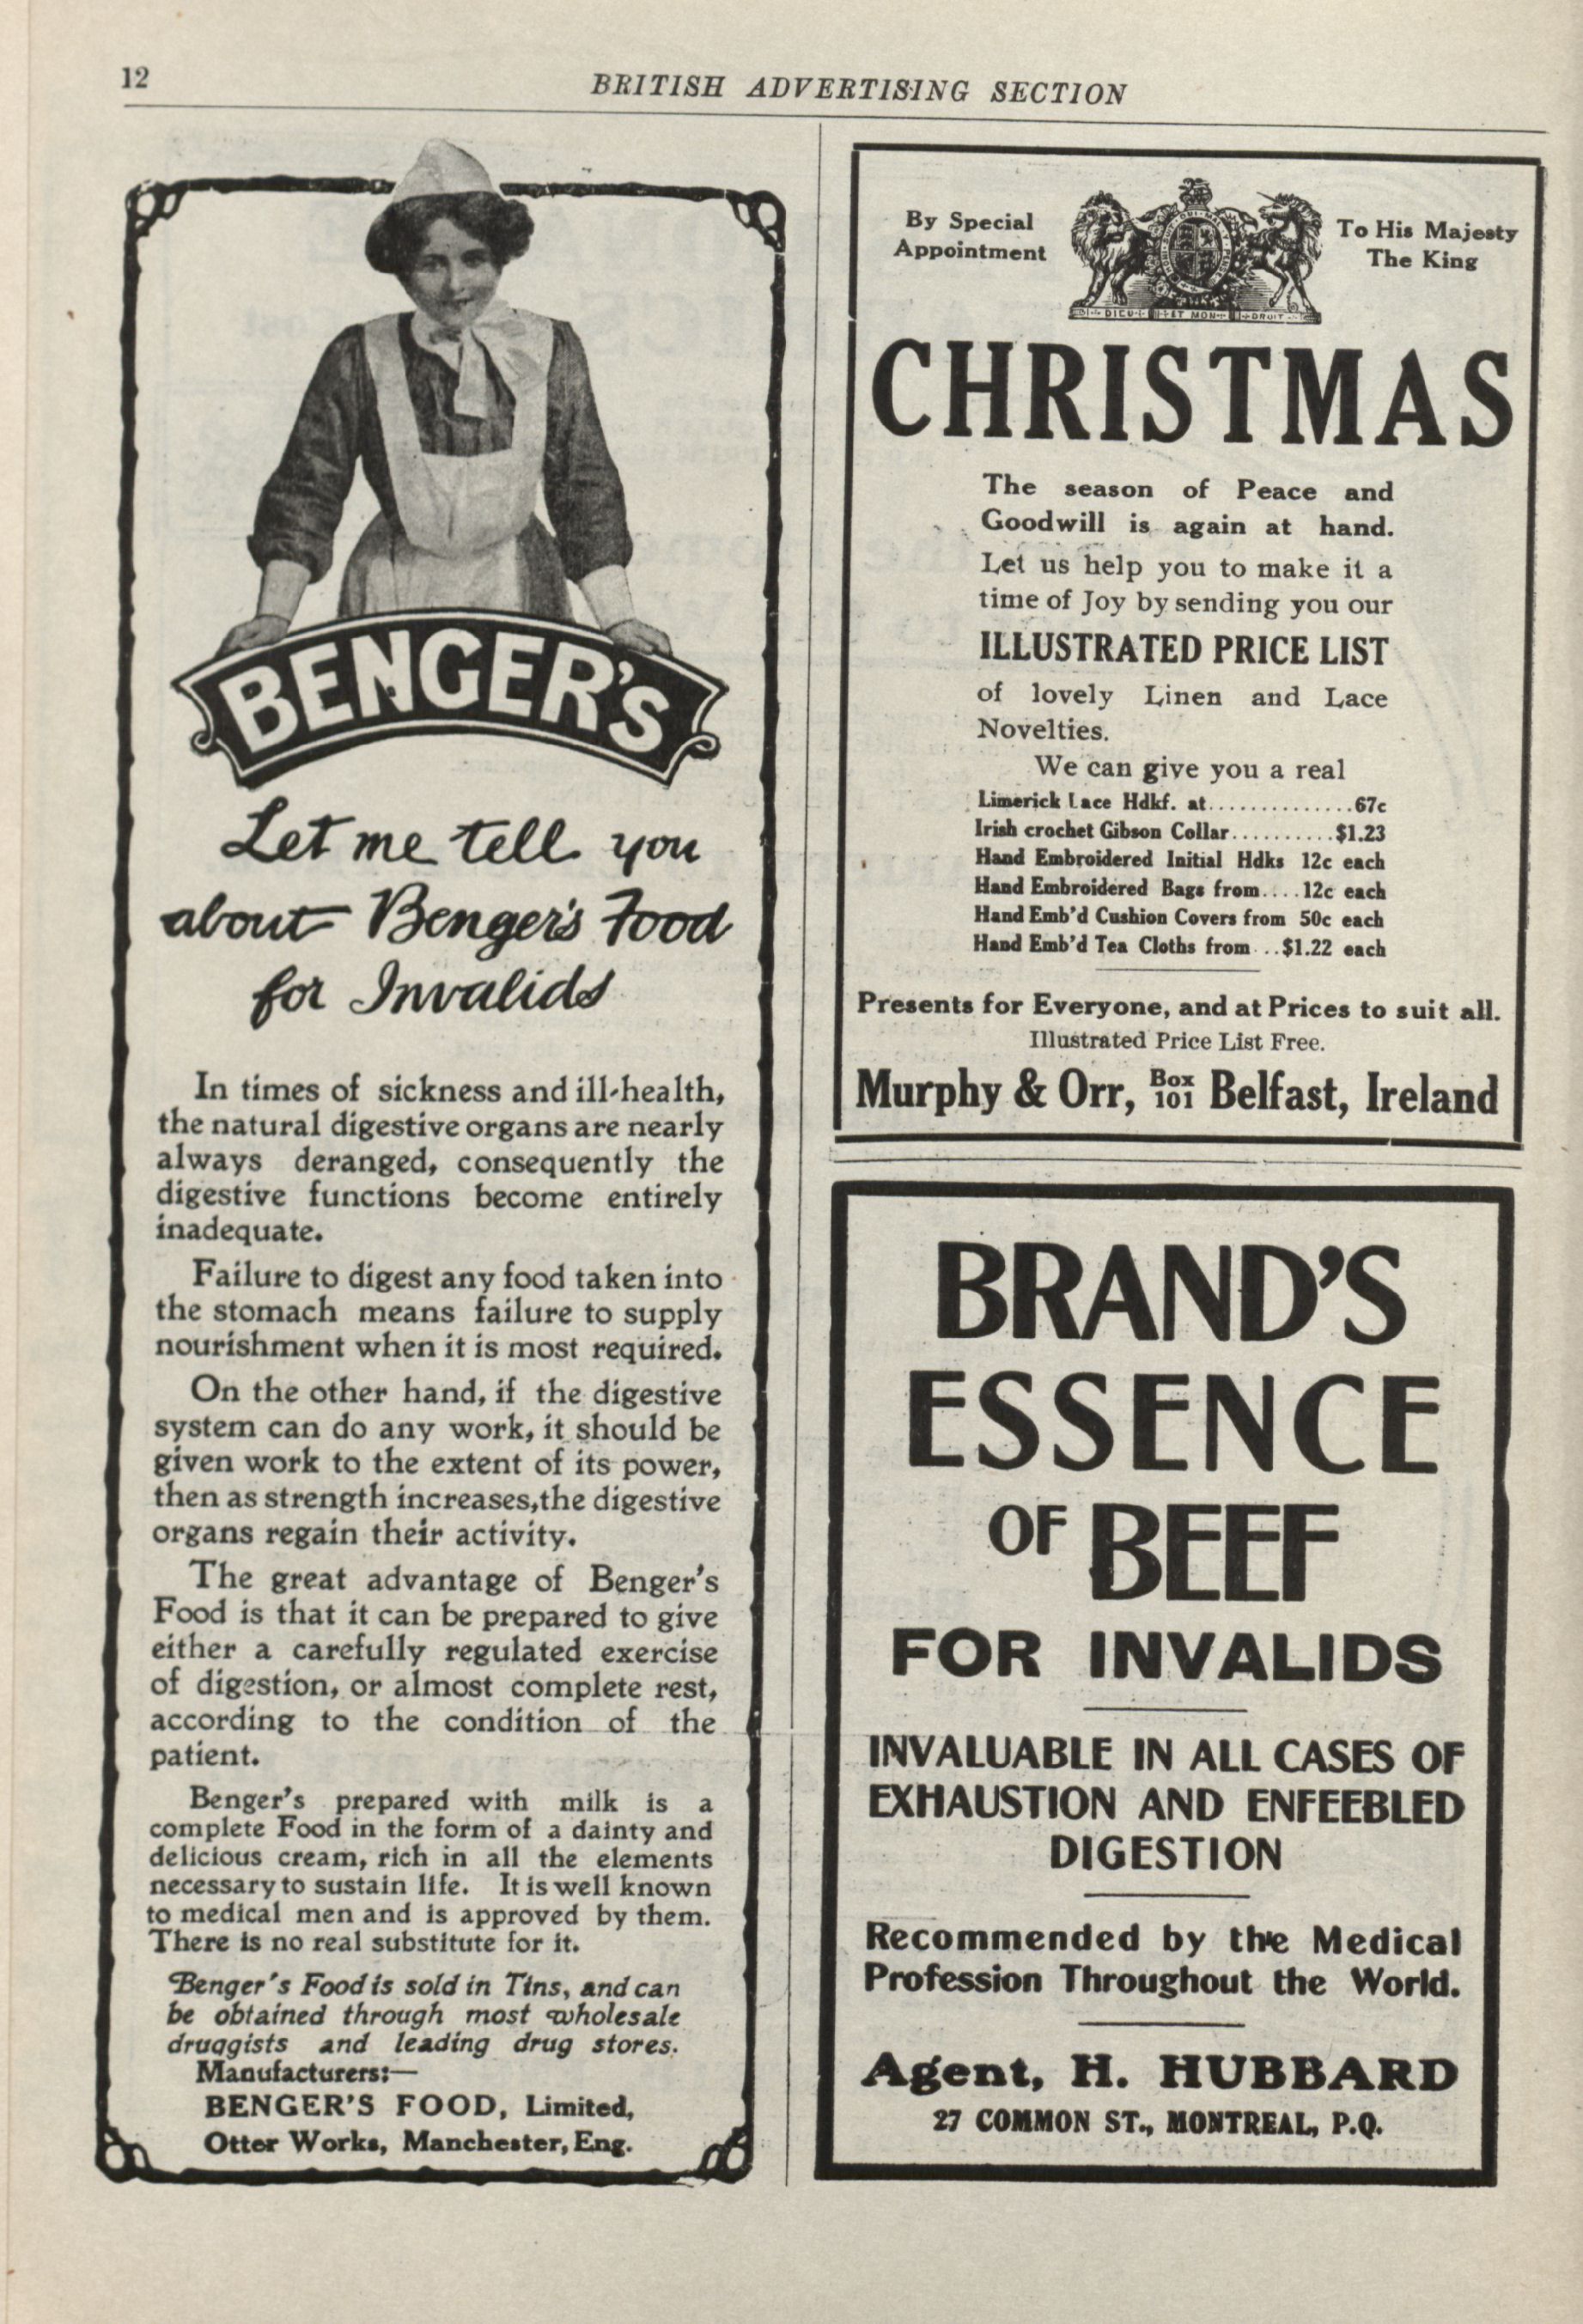 12
BRITISH ADVERTISING SECTION
BENGER'S
Let me tell you
about Benger's Food
for Invalids
In times of sickness and ill-health,
the natural digestive organs are nearly
always deranged, consequently the
digestive functions become entirely
inadequate.
Failure to digest any food taken into
the stomach means failure to supply
nourishment when it is most required.
On the other hand, if the digestive
system can do any work, it should be
given work to the extent of its power,
then as strength increases, the digestive
organs regain their activity.
The great advantage of Benger's
Food is that it can be prepared to give
either a carefully regulated exercise
of digestion, or almost complete rest,
according to the condition of the
patient.
Benger's prepared with milk is a
complete Food in the form of a dainty and
delicious cream, rich in all the elements
necessary to sustain life. It is well known
to medical men and is approved by them.
There is no real substitute for it.
Benger's Food is sold in Tins, and can
be obtained through most wholesale
druggists and leading drug stores.
Manufacturers:—
BENGER'S FOOD, Limited,
Otter Works, Manchester, Eng.
By Special
Appointment
To His Majesty
The King
DIEU ET MON DROIT
CHRISTMAS
The season of Peace and
Goodwill is again at hand.
Let us help you to make it a
time of Joy by sending you our
ILLUSTRATED PRICE LIST
of lovely Linen and Lace
Novelties.
We can give you a real
Limerick Lace Hdkf. at..............67c
Irish crochet Gibson Collar..........$1.23
Hand Embroidered Initial Hdks 12c each
Hand Embroidered Bags from....12c each
Hand Emb'd Cushion Covers from 50c each
Hand Emb'd Tea Cloths from...$1.22 each
Presents for Everyone, and at Prices to suit all.
Illustrated Price List Free.
Murphy & Orr, Box 101 Belfast, Ireland
BRAND'S
ESSENCE
OF BEEF
FOR INVALIDS
INVALUABLE IN ALL CASES OF
EXHAUSTION AND ENFEEBLED
DIGESTION
Recommended by the Medical
Profession Throughout the World.
Agent, H. HUBBARD
27 COMMON ST., MONTREAL, P.Q.